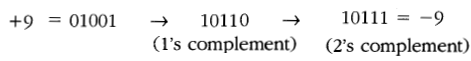 +9 = 01001 → 10110 → 10111 = −9
(1's complement) (2's complement)